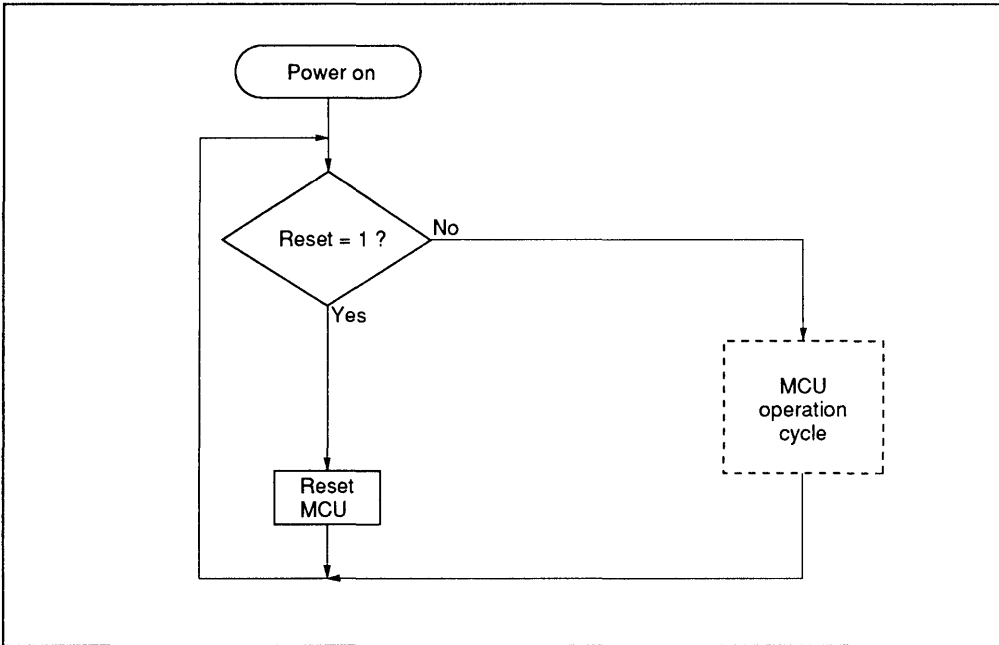 Power on
Reset = 1 ?
No
Yes
MCU
operation
cycle
Reset
MCU